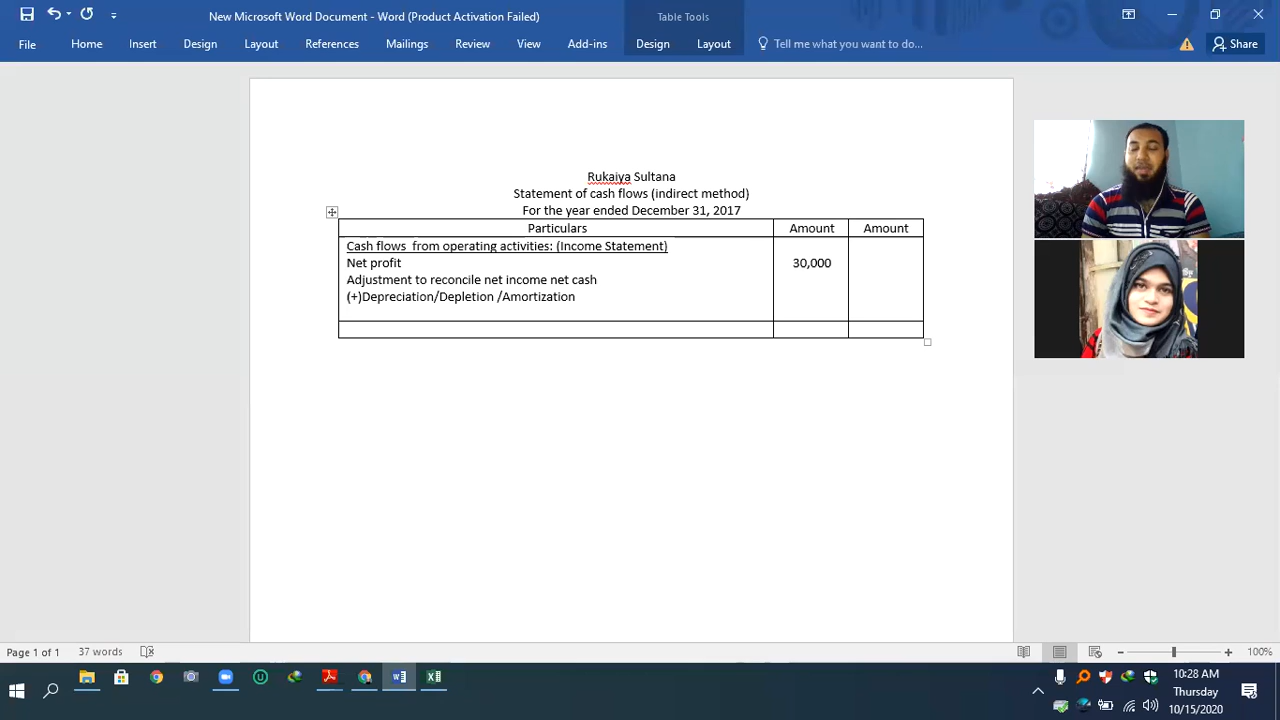 New Microsoft Word Document - Word (Product Activation Failed)
Table Tools
File Home Insert Design Layout References Mailings Review View Add-ins Design Layout Tell me what you want to do... Share
Rukaiya Sultana
Statement of cash flows (indirect method)
For the year ended December 31, 2017
Particulars Amount Amount
Cash flows from operating activities: (Income Statement)
Net profit 30,000
Adjustment to reconcile net income net cash
(+)Depreciation/Depletion /Amortization
Page 1 of 1 37 words 100%
10:28 AM
Thursday
10/15/2020